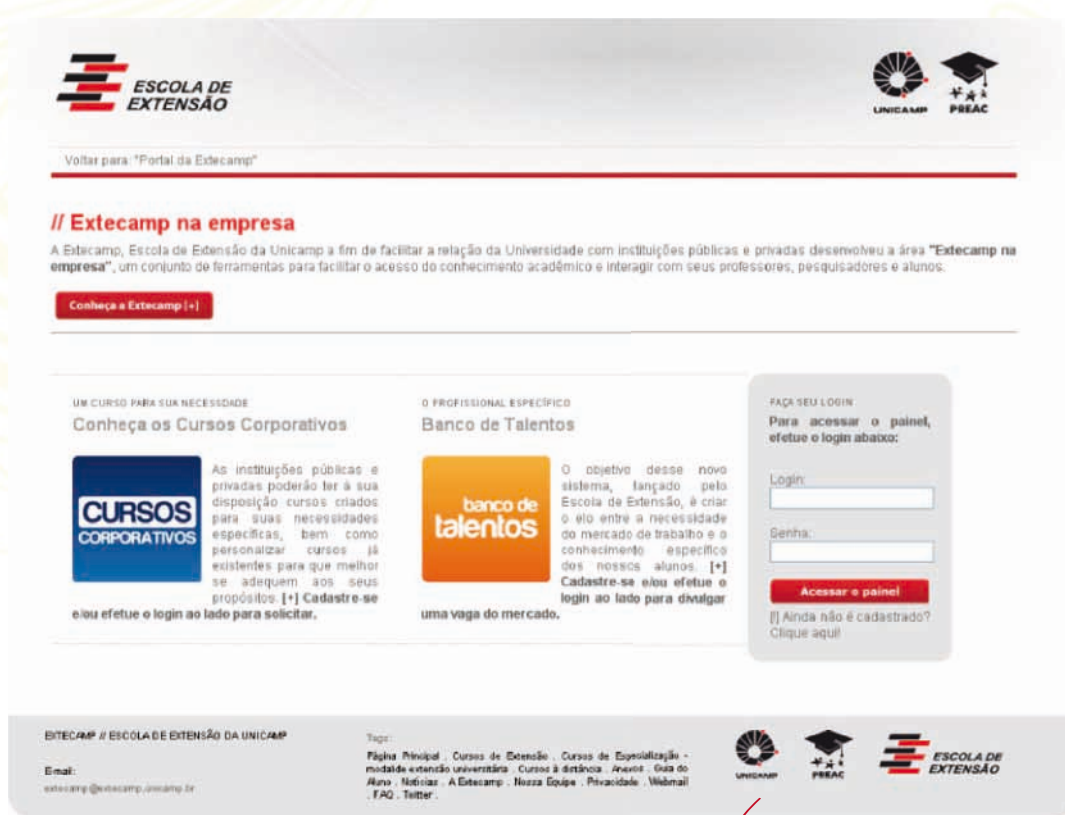 ESCOLA DE
EXTENSÃO
UNICAMP
PREAC
Voltar para: "Portal da Extecamp"
// Extecamp na empresa
A Extecamp, Escola de Extensão da Unicamp a fim de facilitar a relação da Universidade com instituições públicas e privadas desenvolveu a área "Extecamp na
empresa", um conjunto de ferramentas para facilitar o acesso do conhecimento acadêmico e interagir com seus professores, pesquisadores e alunos.
Conheça a Extecamp [+]
UM CURSO PARA SUA NECESSIDADE
Conheça os Cursos Corporativos
CURSOS
CORPORATIVOS
As instituições públicas e
privadas poderão ter à sua
disposição cursos criados
para suas necessidades
específicas, bem como
personalizar cursos já
existentes para que melhor
se adequem aos seus
propósitos. [+] Cadastre-se
e/ou efetue o login ao lado para solicitar.
O PROFISSIONAL ESPECÍFICO
Banco de Talentos
banco de
talentos
O objetivo desse novo
sistema, lançado pelo
Escola de Extensão, é criar
o elo entre a necessidade
do mercado de trabalho e o
conhecimento específico
dos nossos alunos. [+]
Cadastre-se e/ou efetue o
login ao lado para divulgar
uma vaga do mercado.
FAÇA SEU LOGIN
Para acessar o painel,
efetue o login abaixo:
Login:
Senha:
Acessar o painel
[!] Ainda não é cadastrado?
Clique aqui!
EXTECAMP // ESCOLA DE EXTENSÃO DA UNICAMP
Email:
extecamp@extecamp.unicamp.br
Tags:
Página Principal . Cursos de Extensão . Cursos de Especialização -
modalide extensão universitária . Cursos à distância . Anexos . Guia do
Aluno . Notícias . A Extecamp . Nossa Equipe . Privacidade . Webmail
. FAQ . Twitter .
UNICAMP
PREAC
ESCOLA DE
EXTENSÃO